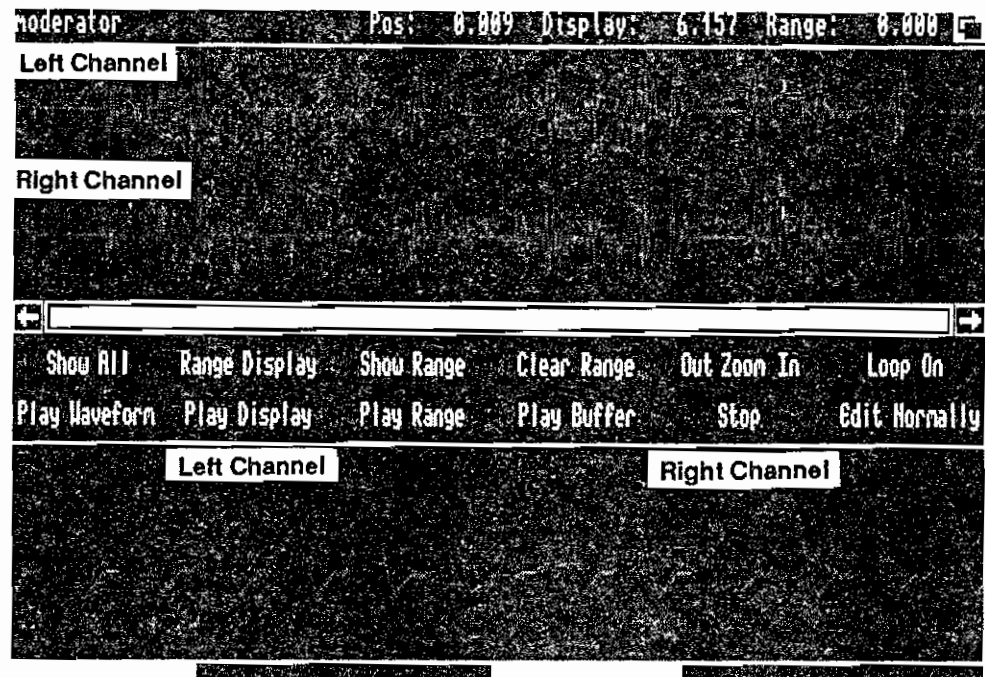 moderator Pos: 0.009 Display: 6.157 Range: 0.000
Left Channel
Right Channel
Show All Range Display Show Range Clear Range Out Zoom In Loop On
Play Waveform Play Display Play Range Play Buffer Stop Edit Normally
Left Channel Right Channel